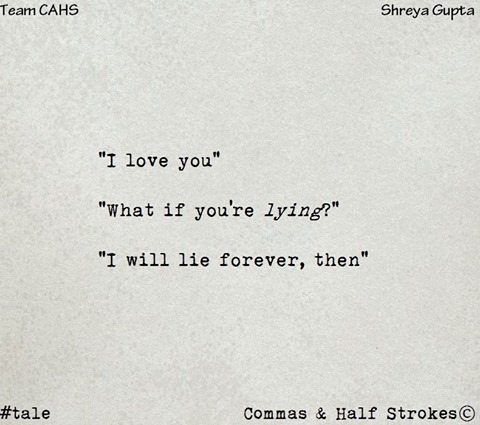 Team CAHS
Shreya Gupta
"I love you"
"What if you're lying?"
"I will lie forever, then"
#tale
Commas & Half Strokes©